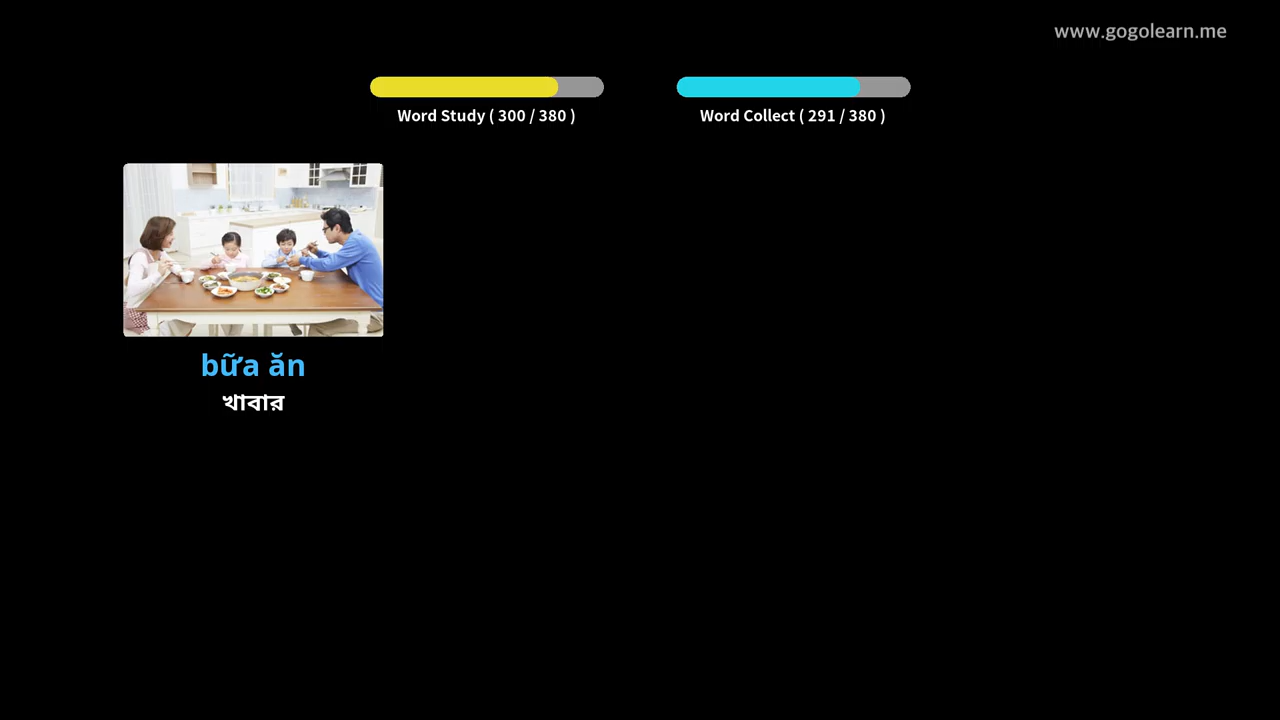 www.gogolearn.me
Word Study ( 300 / 380 )
Word Collect ( 291 / 380 )
bữa ăn
খাবার